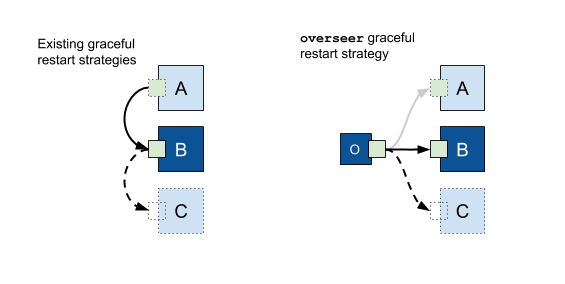 Existing graceful
restart strategies
A
B
C
overseer graceful
restart strategy
A
O
B
C